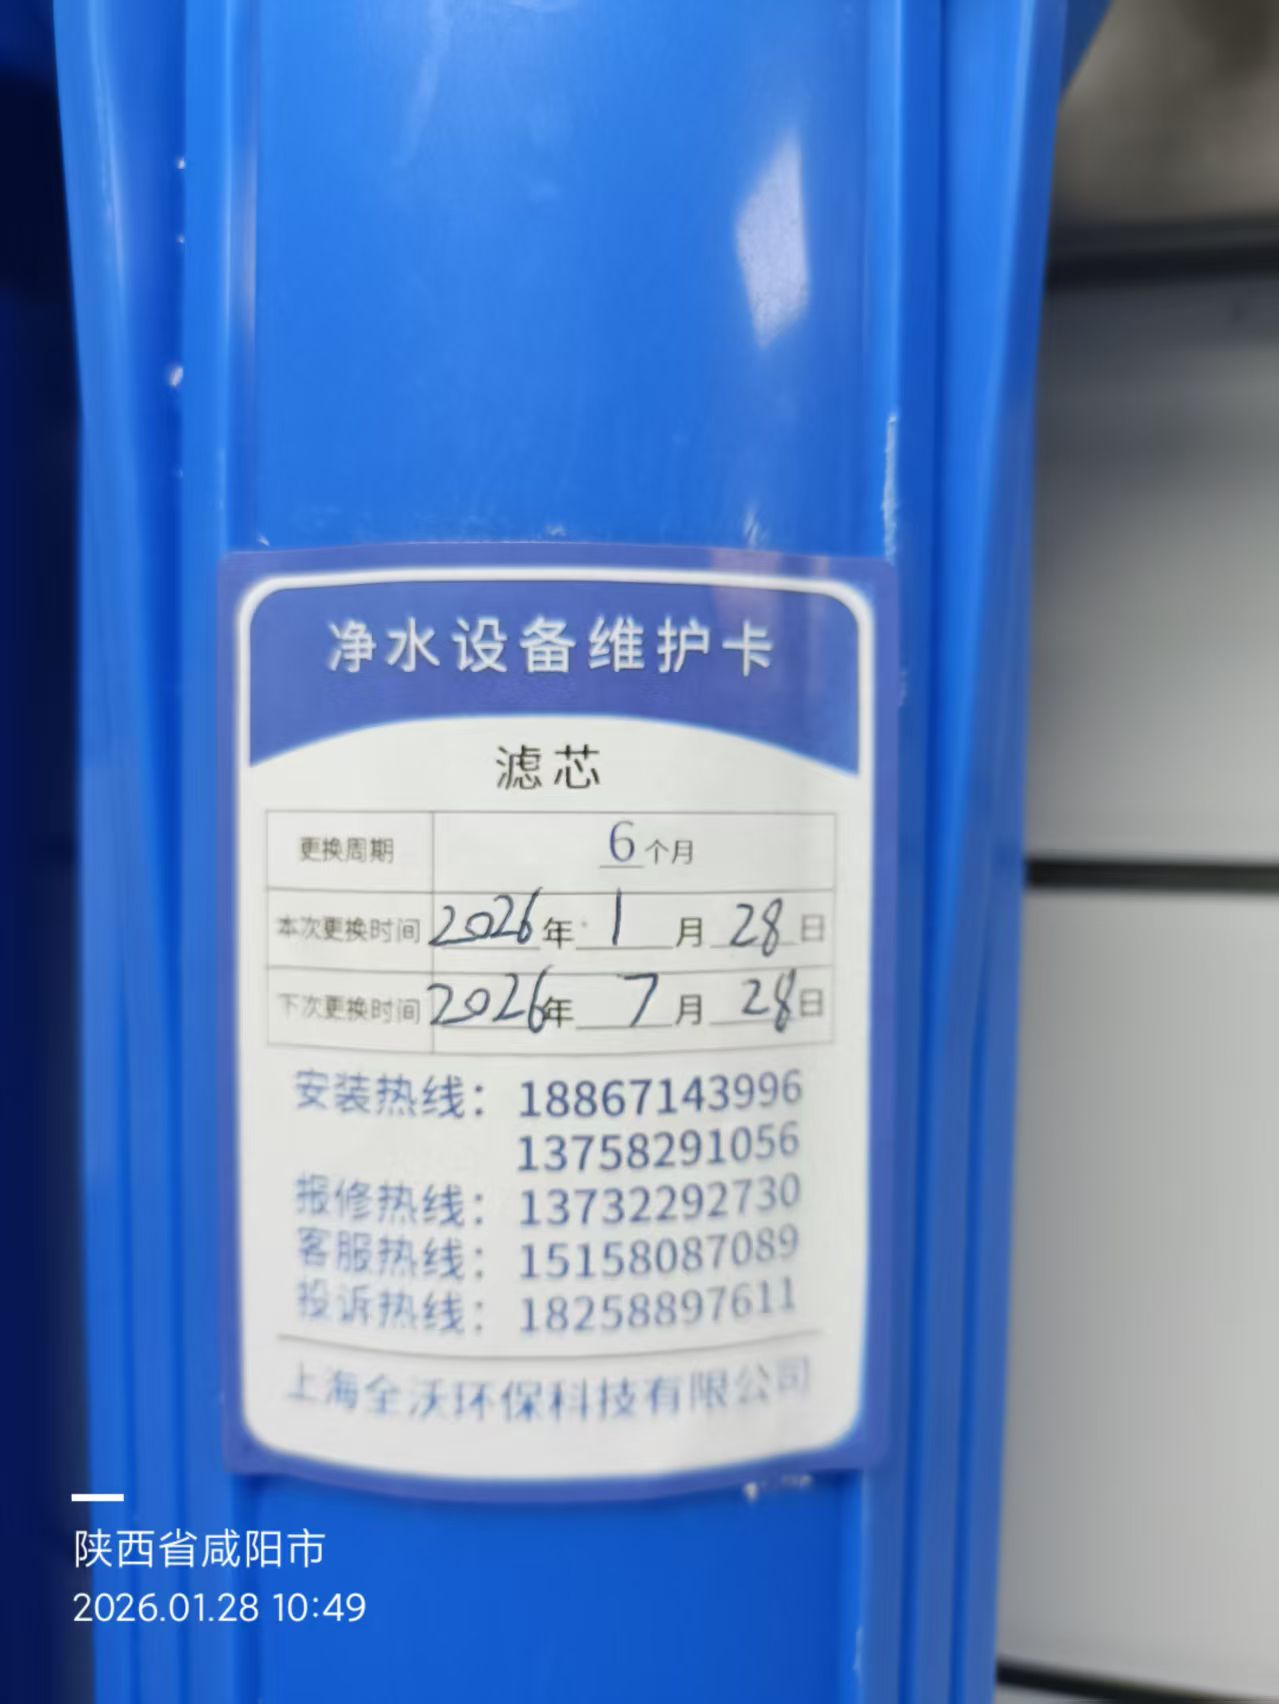 净水设备维护卡
滤芯
更换周期 6个月
本次更换时间 2026年1月28日
下次更换时间 2026年7月28日
安装热线：18867143996
13758291056
报修热线：13732292730
客服热线：15158087089
投诉热线：18258897611
上海全沃环保科技有限公司
陕西省咸阳市
2026.01.28 10:49